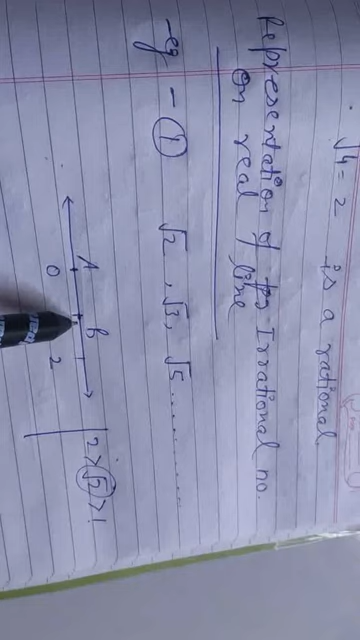 √4 = 2 is a rational
Representation of Irrational no.
on real line
-eg - ① √2, √3, √5..........
A B
0 2
2>√2>1